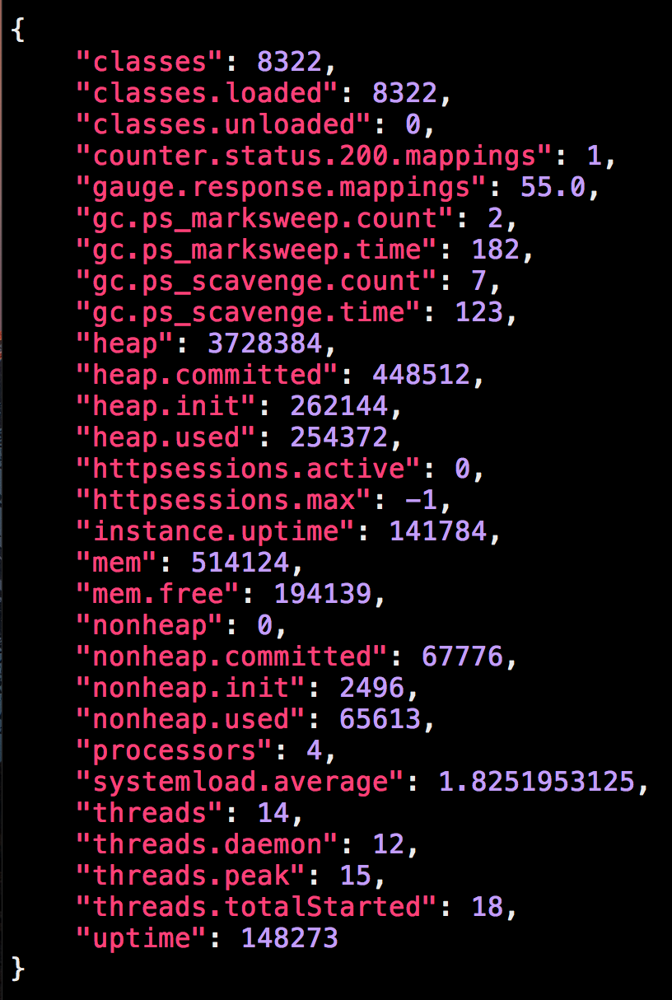 {
    "classes": 8322,
    "classes.loaded": 8322,
    "classes.unloaded": 0,
    "counter.status.200.mappings": 1,
    "gauge.response.mappings": 55.0,
    "gc.ps_marksweep.count": 2,
    "gc.ps_marksweep.time": 182,
    "gc.ps_scavenge.count": 7,
    "gc.ps_scavenge.time": 123,
    "heap": 3728384,
    "heap.committed": 448512,
    "heap.init": 262144,
    "heap.used": 254372,
    "httpsessions.active": 0,
    "httpsessions.max": -1,
    "instance.uptime": 141784,
    "mem": 514124,
    "mem.free": 194139,
    "nonheap": 0,
    "nonheap.committed": 67776,
    "nonheap.init": 2496,
    "nonheap.used": 65613,
    "processors": 4,
    "systemload.average": 1.8251953125,
    "threads": 14,
    "threads.daemon": 12,
    "threads.peak": 15,
    "threads.totalStarted": 18,
    "uptime": 148273
}